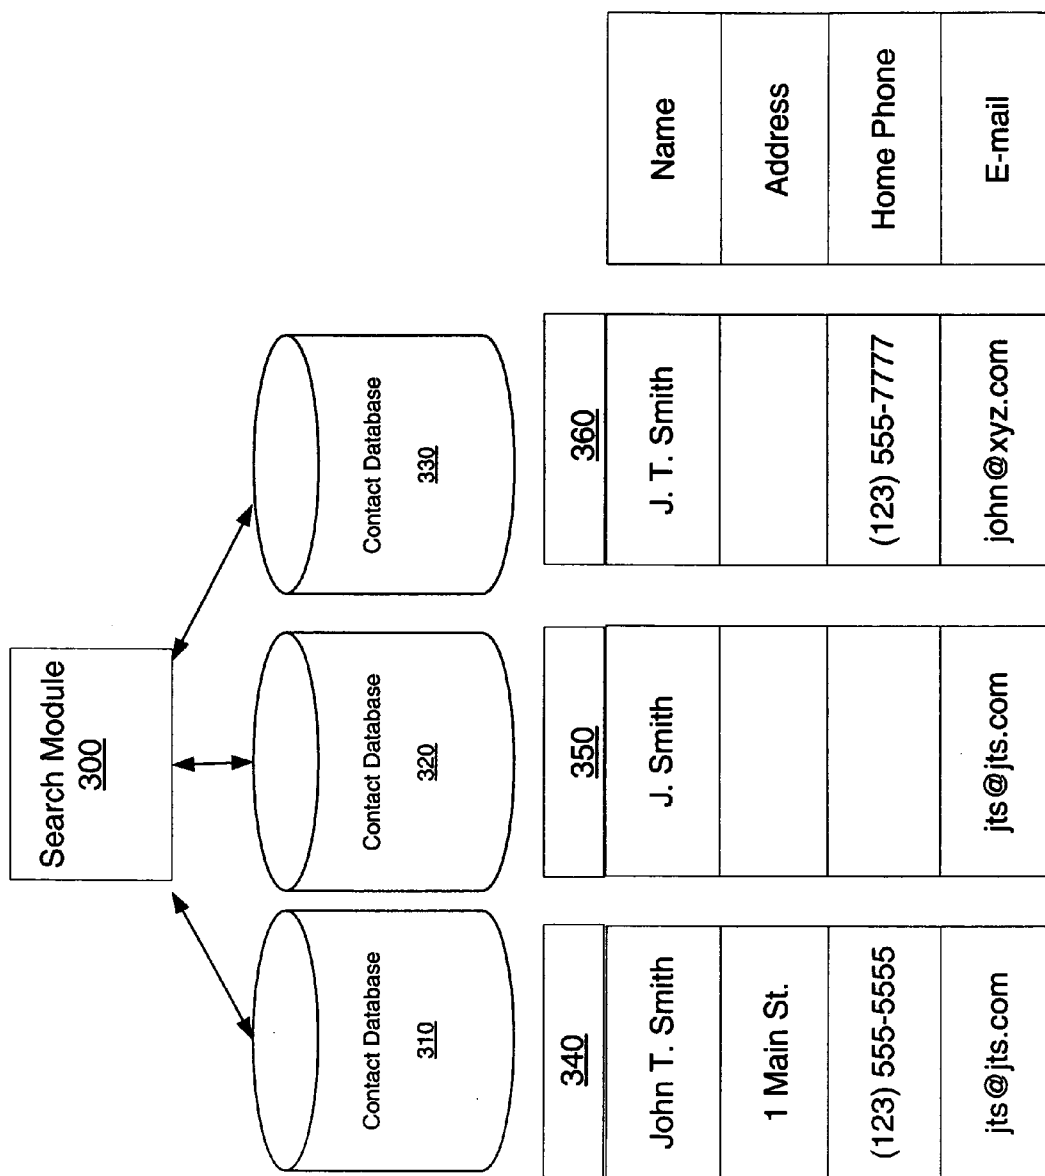 Search Module
300
Contact Database
310
Contact Database
320
Contact Database
330
340
John T. Smith
1 Main St.
(123) 555-5555
jts@jts.com
350
J. Smith
jts@jts.com
360
J. T. Smith
(123) 555-7777
john@xyz.com
Name
Address
Home Phone
E-mail